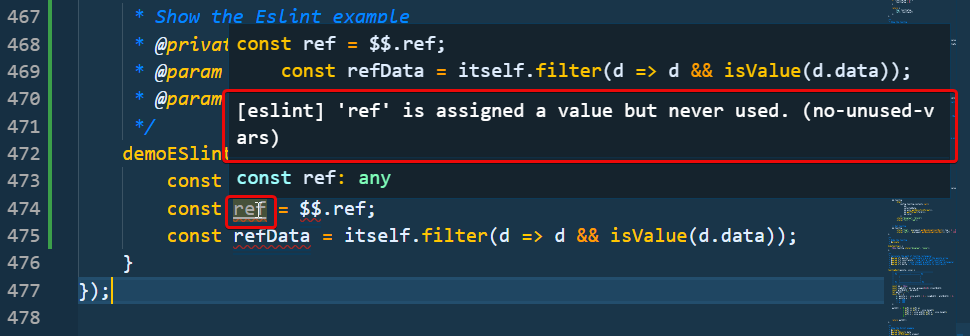 467 * Show the Eslint example
468 * @privat
const ref = $$.ref;
469 * @param
const refData = itself.filter(d => d && isValue(d.data));
470 * @param
[eslint] 'ref' is assigned a value but never used. (no-unused-v
ars)
471 */
472 demoESlint
473 const
const ref: any
474 const ref = $$.ref;
475 const refData = itself.filter(d => d && isValue(d.data));
476 }
477 });
478